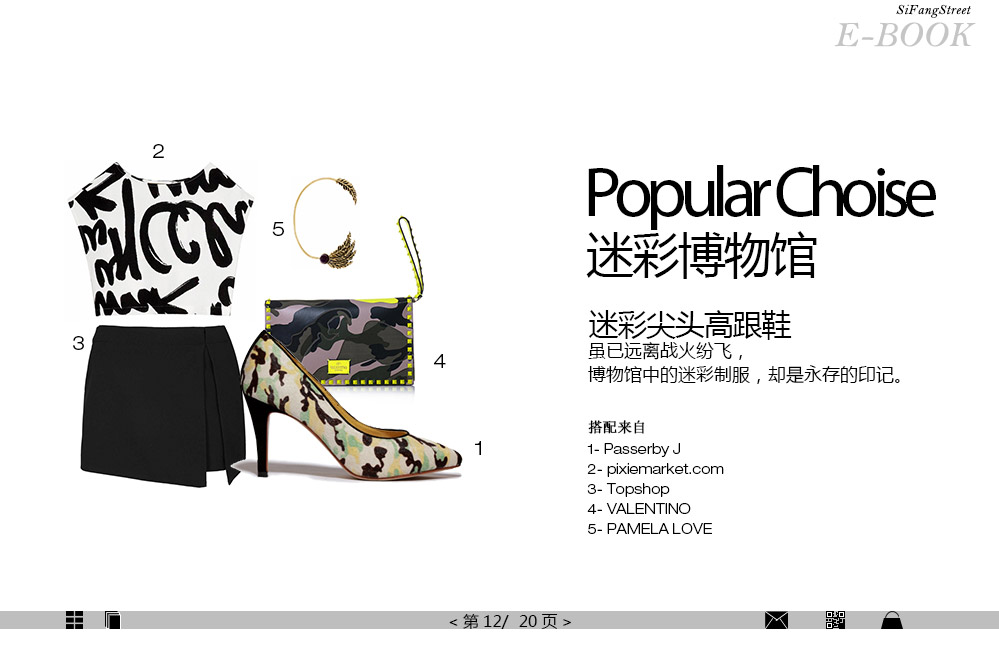 SiFangStreet
E-BOOK
2
5
3
4
1
Popular Choise
迷彩博物馆
迷彩尖头高跟鞋
虽已远离战火纷飞，
博物馆中的迷彩制服，却是永存的印记。
搭配来自
1- Passerby J
2- pixiemarket.com
3- Topshop
4- VALENTINO
5- PAMELA LOVE
< 第 12/ 20 页 >